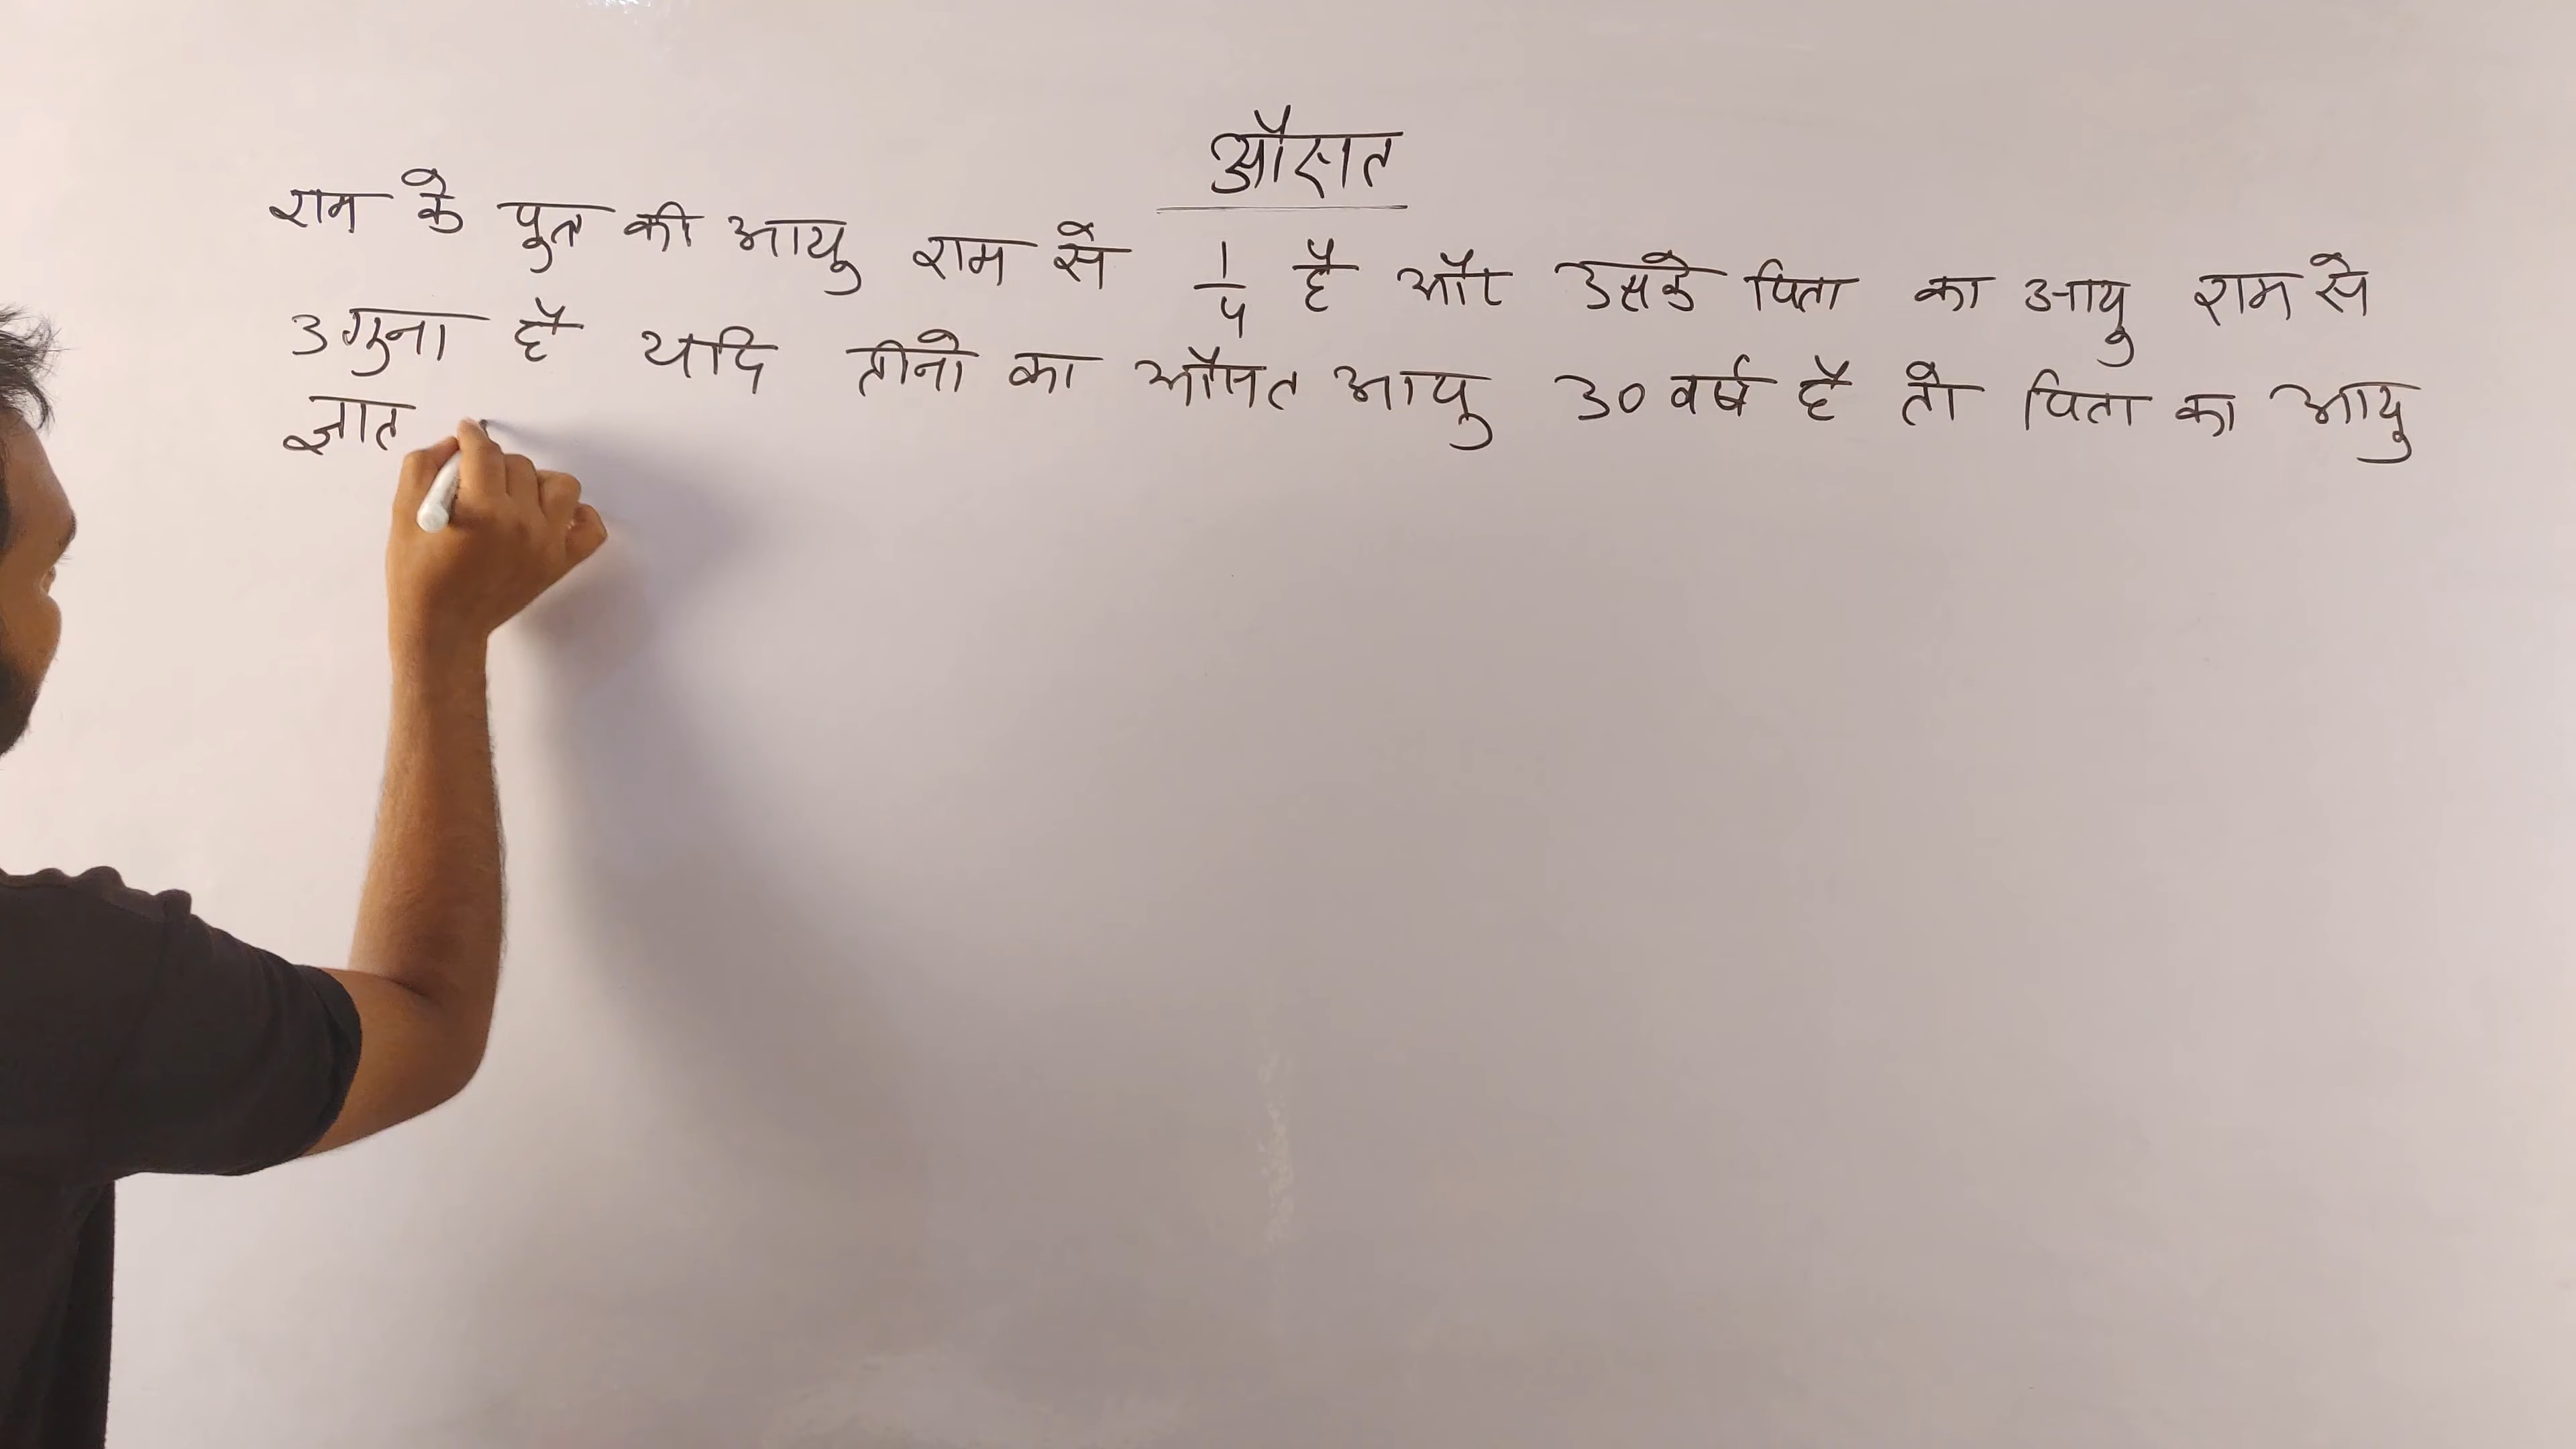 औसत
राम के पुत्र की आयु राम से 1/4 है और उसके पिता का आयु राम से
3 गुना है यदि तीनो का औसत आयु 30 वर्ष है तो पिता का आयु
ज्ञात